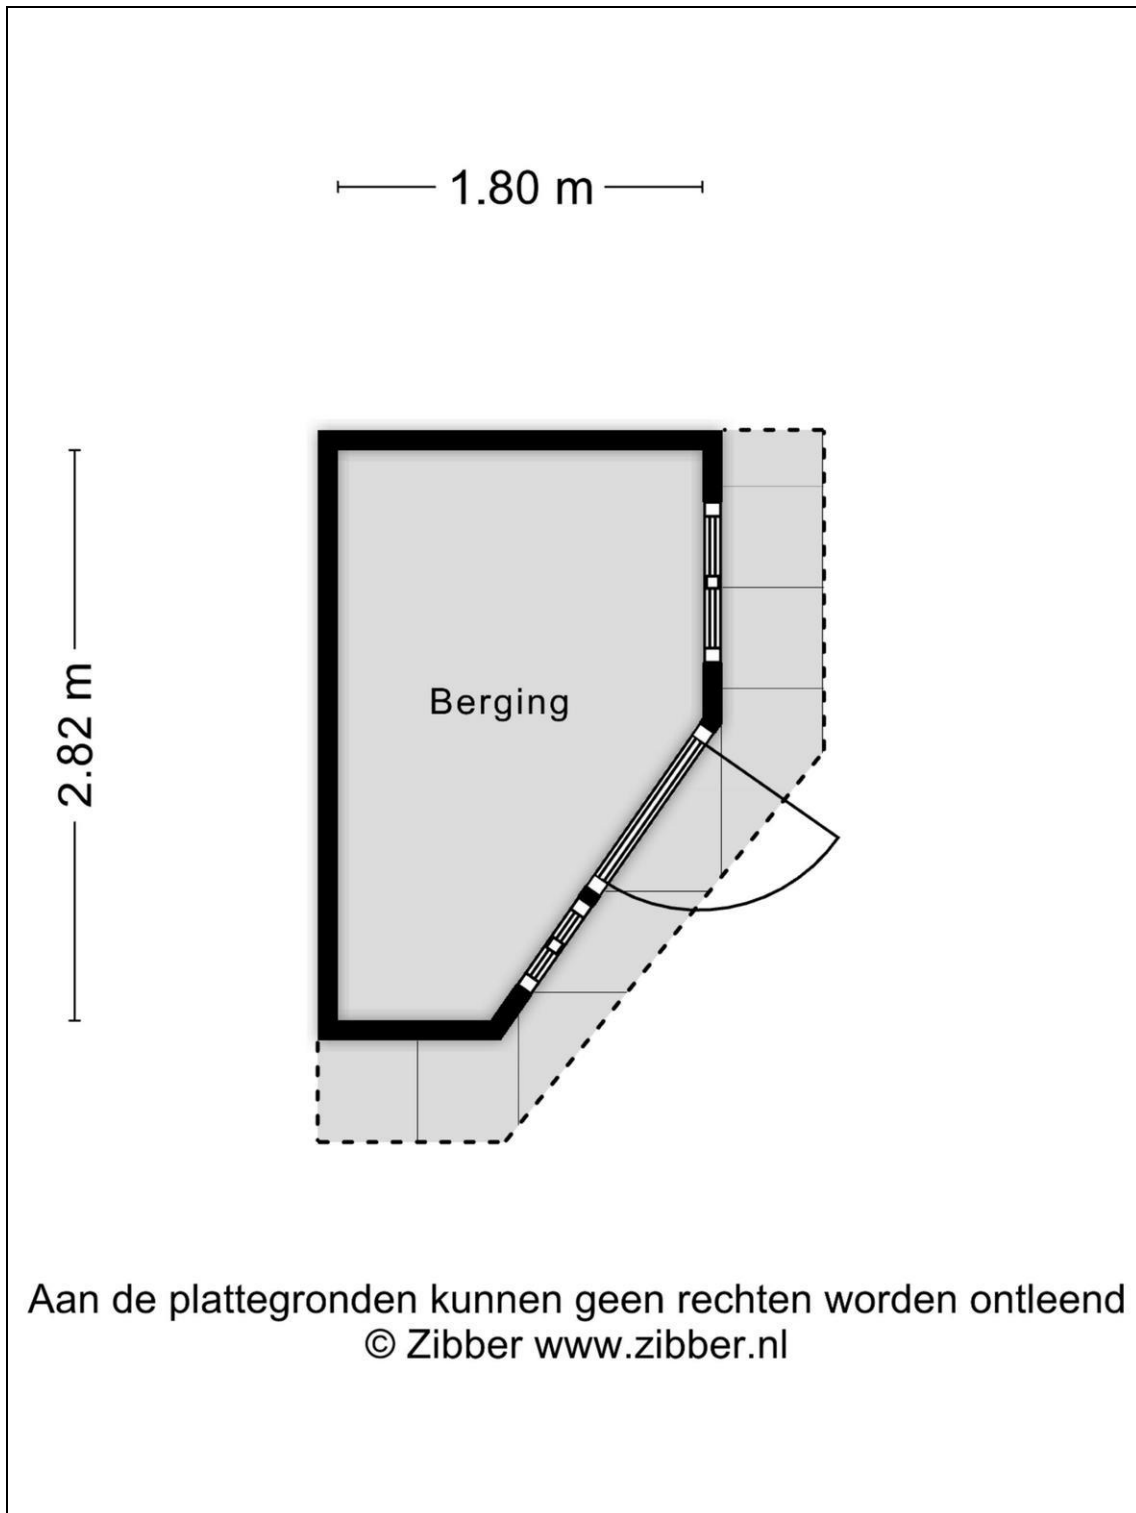 1.80 m
2.82 m
Berging
Aan de plattegronden kunnen geen rechten worden ontleend
© Zibber www.zibber.nl